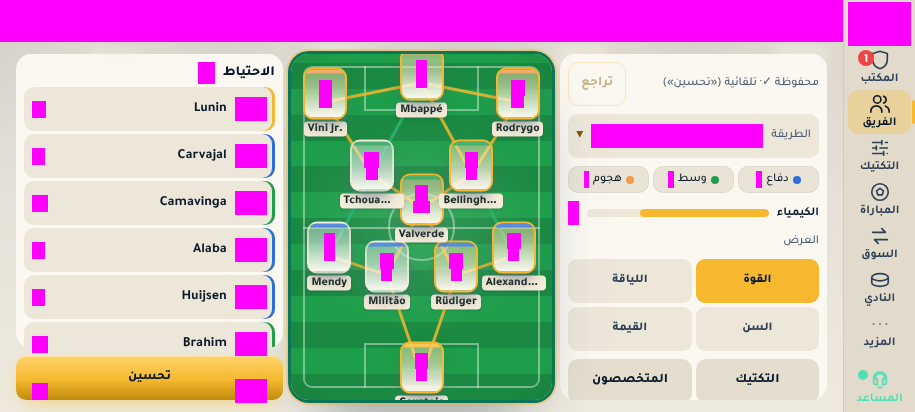 1
المكتب
الفريق
التكتيك
المباراة
السوق
النادي
...
المزيد
المساعد
محفوظة ✓ · تلقائية («تحسين»)
تراجع
الطريقة
دفاع
وسط
هجوم
الكيمياء
العرض
القوة
اللياقة
السن
القيمة
التكتيك
المتخصصون
Mbappé
Vini Jr.
Rodrygo
Tchoua...
Bellingh...
Valverde
Mendy
Alexand...
Militão
Rüdiger
الاحتياط
Lunin
Carvajal
Camavinga
Alaba
Huijsen
Brahim
تحسين